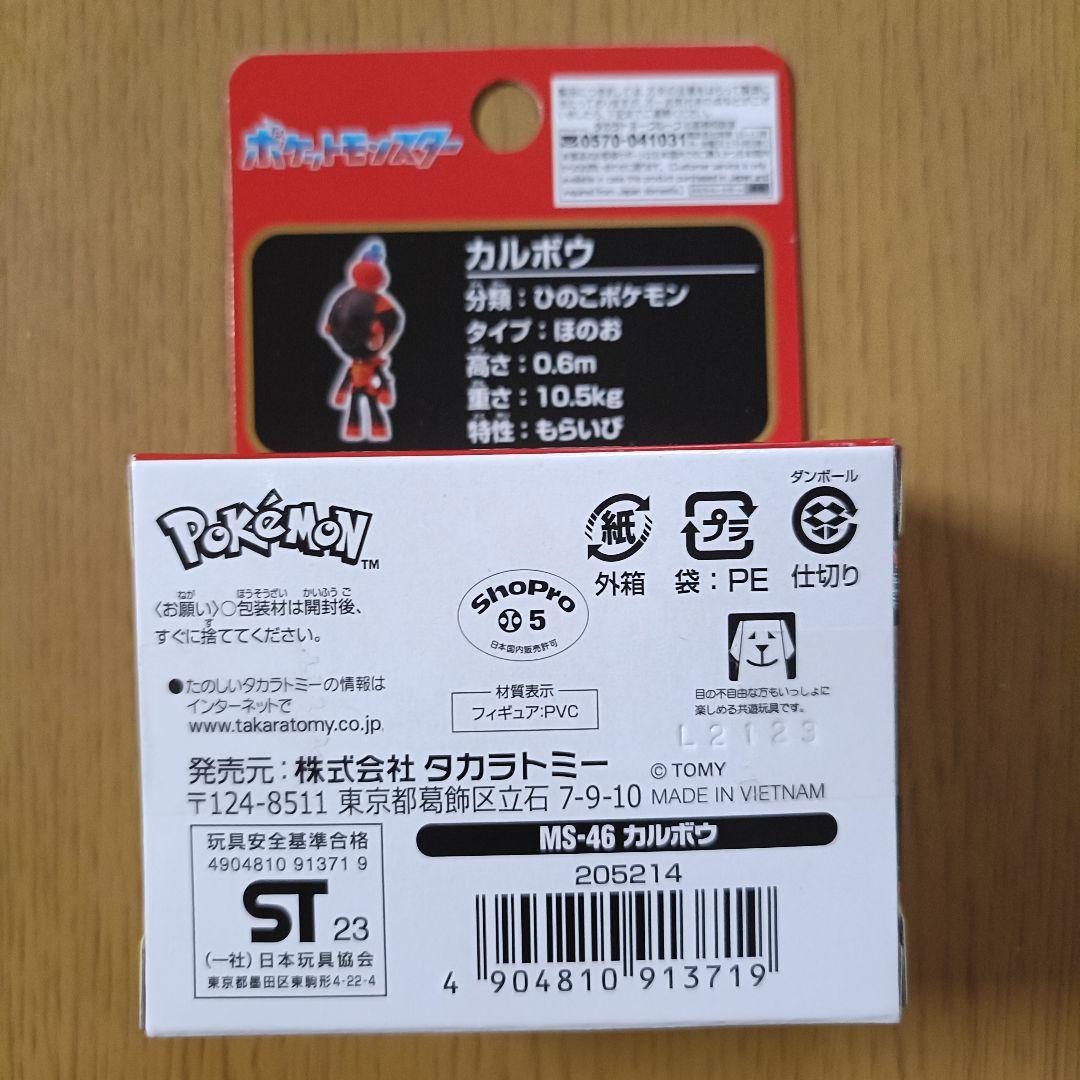 ポケットモンスター
0570-041031
カルボウ
分類：ひのこポケモン
タイプ：ほのお
高さ：0.6m
重さ：10.5kg
特性：もらいび
POKéMON™
〈お願い〉○包装材は開封後、
すぐに捨ててください。
●たのしいタカラトミーの情報は
インターネットで
www.takaratomy.co.jp
ShoPro
5
日本国内販売許可
材質表示
フィギュア:PVC
紙
外箱
プラ
袋：PE
ダンボール
仕切り
目の不自由な方もいっしょに
楽しめる共遊玩具です。
L2123
発売元：株式会社 タカラトミー
〒124-8511 東京都葛飾区立石 7-9-10
© TOMY
MADE IN VIETNAM
玩具安全基準合格
4904810 91371 9
ST 23
(一社)日本玩具協会
東京都墨田区東駒形4-22-4
MS-46 カルボウ
205214
4 904810 913719